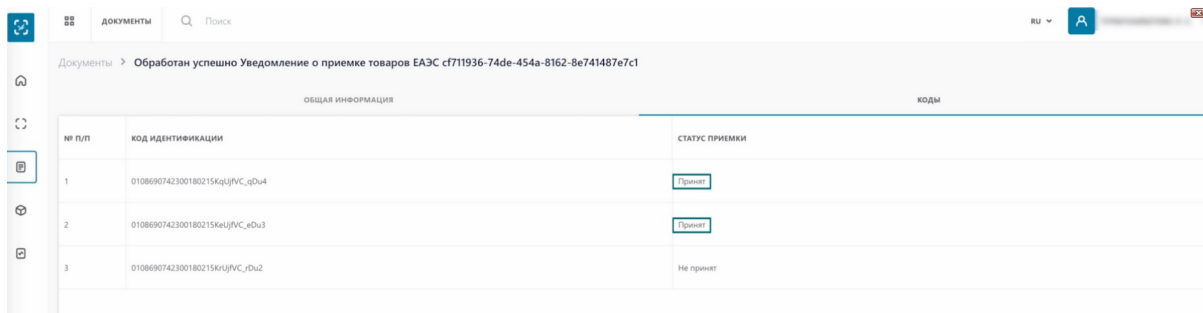 ДОКУМЕНТЫ Поиск RU А
Документы > Обработан успешно Уведомление о приемке товаров ЕАЭС cf711936-74de-454a-8162-8e741487e7c1
ОБЩАЯ ИНФОРМАЦИЯ КОДЫ
№ П/П КОД ИДЕНТИФИКАЦИИ СТАТУС ПРИЕМКИ
1 0108690742300180215KqUjfVC_qDu4 Принят
2 0108690742300180215KeUjfVC_eDu3 Принят
3 0108690742300180215KrUjfVC_rDu2 Не принят